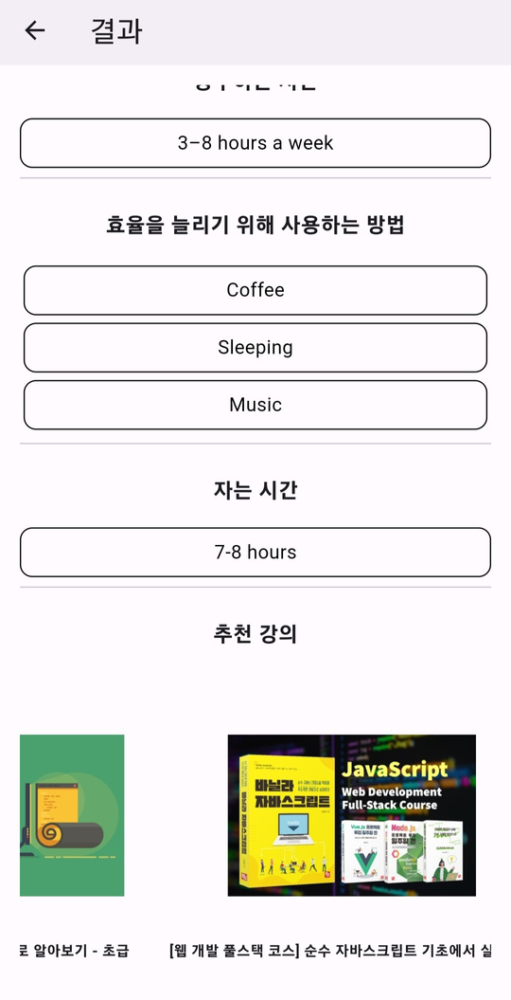 결과
3–8 hours a week
효율을 늘리기 위해 사용하는 방법
Coffee
Sleeping
Music
자는 시간
7-8 hours
추천 강의
바닐라
자바스크립트
JavaScript
Web Development
Full-Stack Course
Vue.js
Node.js
로 알아보기 - 초급
[웹 개발 풀스택 코스] 순수 자바스크립트 기초에서 실